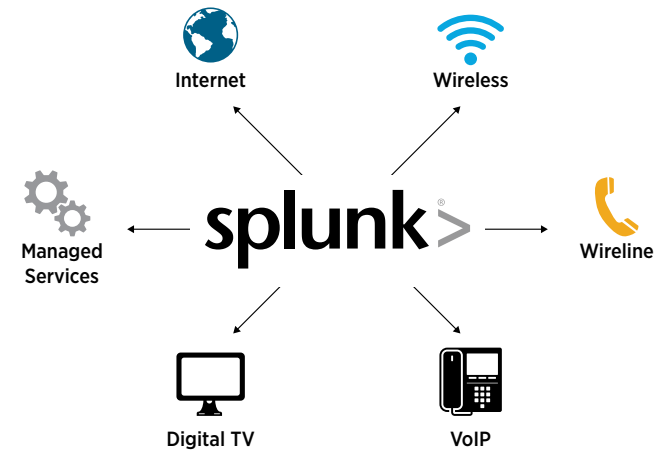 Internet
Wireless
Managed
Services
splunk>®
Wireline
Digital TV
VoIP